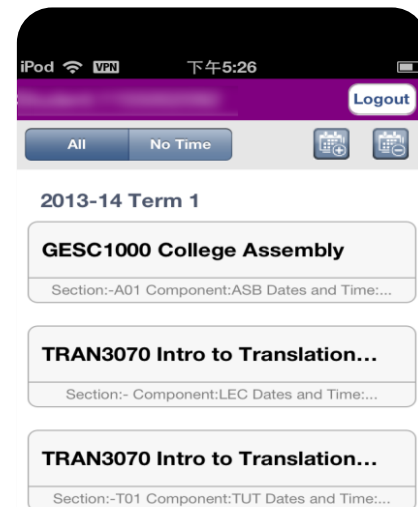 iPod VPN 下午5:26
Logout
All No Time
2013-14 Term 1
GESC1000 College Assembly
Section:-A01 Component:ASB Dates and Time:...
TRAN3070 Intro to Translation...
Section:- Component:LEC Dates and Time:...
TRAN3070 Intro to Translation...
Section:-T01 Component:TUT Dates and Time:...